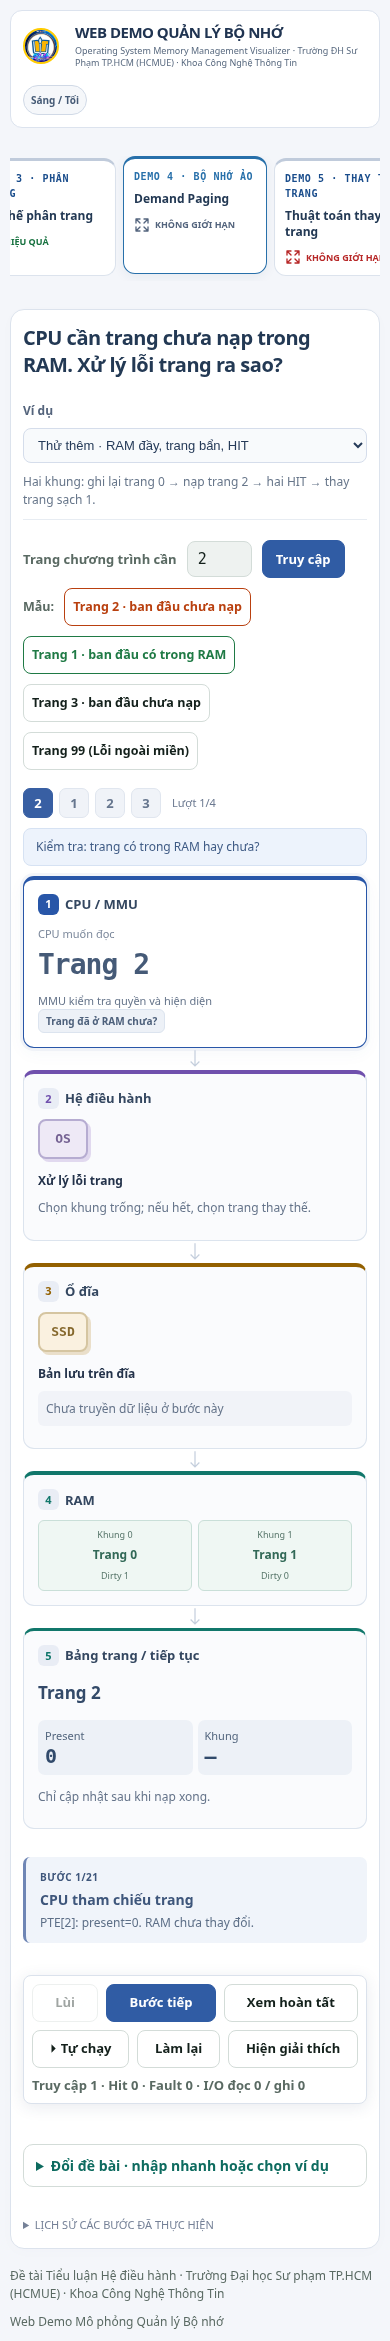 WEB DEMO QUẢN LÝ BỘ NHỚ
Operating System Memory Management Visualizer · Trường ĐH Sư
Phạm TP.HCM (HCMUE) · Khoa Công Nghệ Thông Tin
Sáng / Tối
3 · PHÂN
G
hế phân trang
IỆU QUẢ
DEMO 4 · BỘ NHỚ ẢO
Demand Paging
KHÔNG GIỚI HẠN
DEMO 5 · THAY T
TRANG
Thuật toán thay
trang
KHÔNG GIỚI HẠN
CPU cần trang chưa nạp trong
RAM. Xử lý lỗi trang ra sao?
Ví dụ
Thử thêm · RAM đầy, trang bẩn, HIT
Hai khung: ghi lại trang 0 → nạp trang 2 → hai HIT → thay
trang sạch 1.
Trang chương trình cần 2 Truy cập
Mẫu: Trang 2 · ban đầu chưa nạp
Trang 1 · ban đầu có trong RAM
Trang 3 · ban đầu chưa nạp
Trang 99 (Lỗi ngoài miền)
2 1 2 3 Lượt 1/4
Kiểm tra: trang có trong RAM hay chưa?
1 CPU / MMU
CPU muốn đọc
Trang 2
MMU kiểm tra quyền và hiện diện
Trang đã ở RAM chưa?
↓
2 Hệ điều hành
OS
Xử lý lỗi trang
Chọn khung trống; nếu hết, chọn trang thay thế.
↓
3 Ổ đĩa
SSD
Bản lưu trên đĩa
Chưa truyền dữ liệu ở bước này
↓
4 RAM
Khung 0 Khung 1
Trang 0 Trang 1
Dirty 1 Dirty 0
↓
5 Bảng trang / tiếp tục
Trang 2
Present Khung
0 —
Chỉ cập nhật sau khi nạp xong.
BƯỚC 1/21
CPU tham chiếu trang
PTE[2]: present=0. RAM chưa thay đổi.
Lùi Bước tiếp Xem hoàn tất
Tự chạy Làm lại Hiện giải thích
Truy cập 1 · Hit 0 · Fault 0 · I/O đọc 0 / ghi 0
Đổi đề bài · nhập nhanh hoặc chọn ví dụ
LỊCH SỬ CÁC BƯỚC ĐÃ THỰC HIỆN
Đề tài Tiểu luận Hệ điều hành · Trường Đại học Sư phạm TP.HCM
(HCMUE) · Khoa Công Nghệ Thông Tin
Web Demo Mô phỏng Quản lý Bộ nhớ